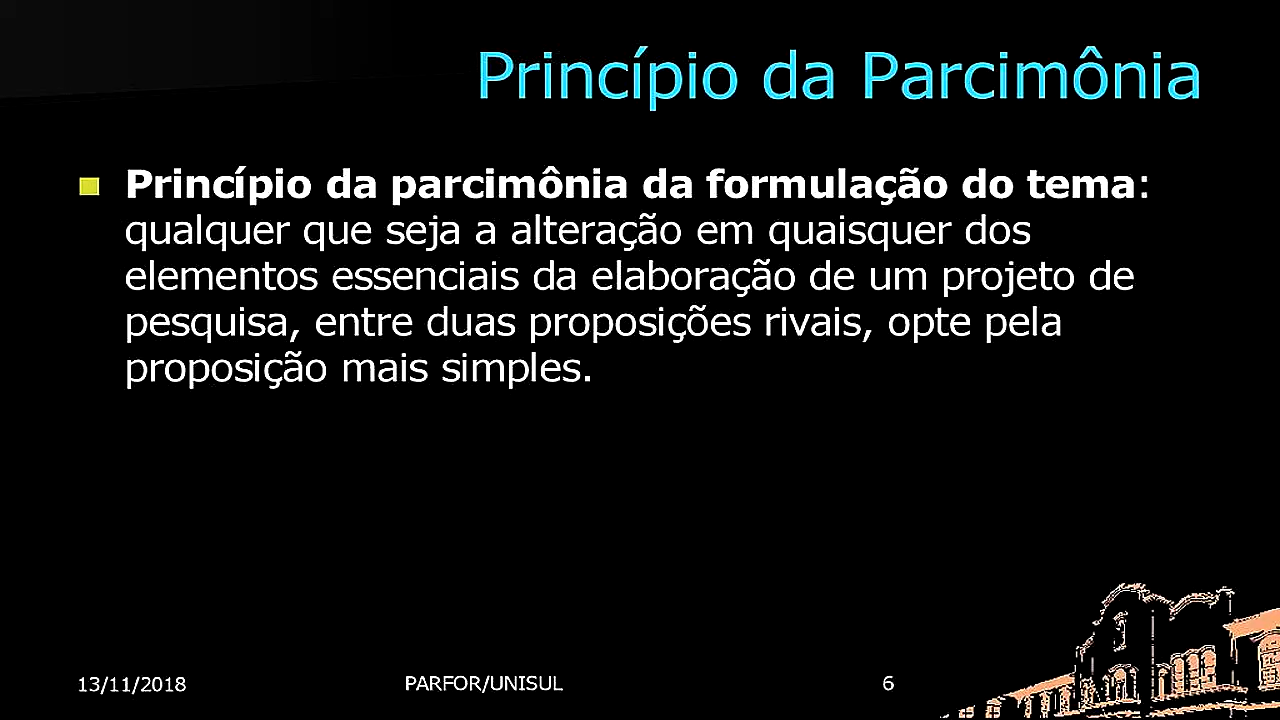 Princípio da Parcimônia
Princípio da parcimônia da formulação do tema:
qualquer que seja a alteração em quaisquer dos
elementos essenciais da elaboração de um projeto de
pesquisa, entre duas proposições rivais, opte pela
proposição mais simples.
13/11/2018
PARFOR/UNISUL
6